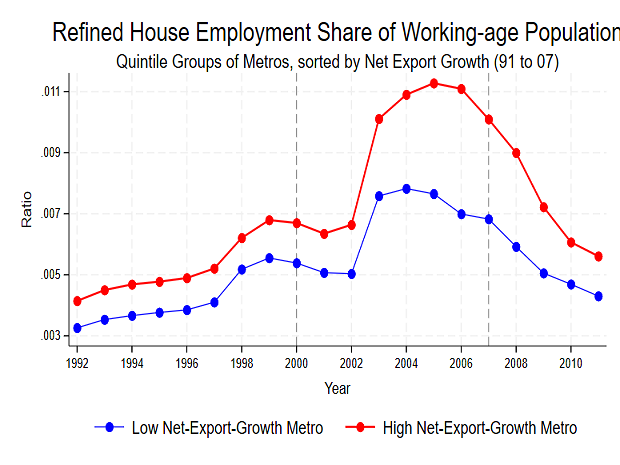 Refined House Employment Share of Working-age Population
Quintile Groups of Metros, sorted by Net Export Growth (91 to 07)
.011
.009
.007
.005
.003
Ratio
1992 1994 1996 1998 2000 2002 2004 2006 2008 2010
Year
Low Net-Export-Growth Metro High Net-Export-Growth Metro